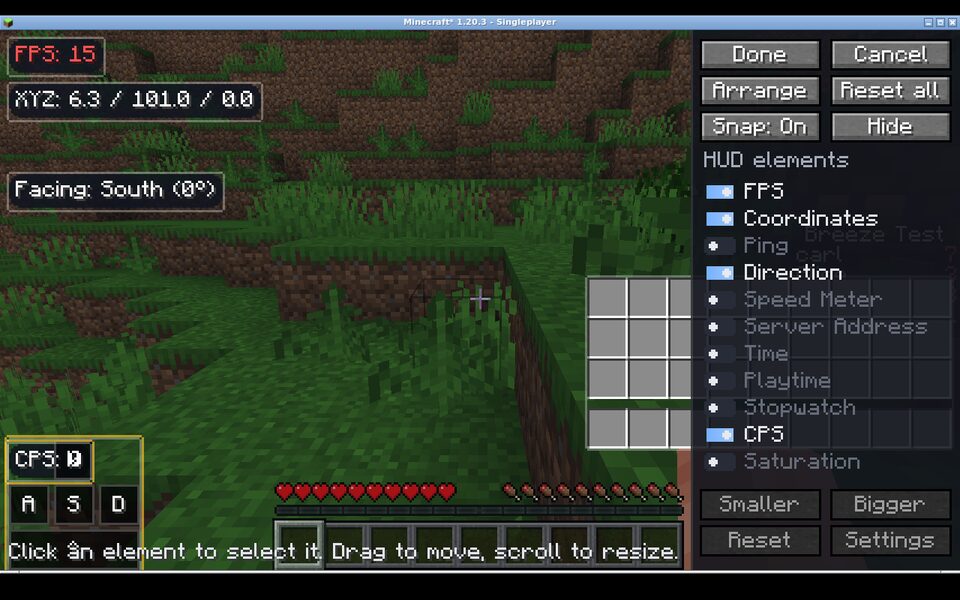 Minecraft* 1.20.3 - Singleplayer
FPS: 15
XYZ: 6.3 / 101.0 / 0.0
Facing: South (0°)
CPS: 0
A S D
Click an element to select it. Drag to move, scroll to resize.
Done
Cancel
Arrange
Reset all
Snap: On
Hide
HUD elements
FPS
Coordinates
Ping
Breeze Test
carl
Direction
Speed Meter
Server Address
Time
Playtime
Stopwatch
CPS
Saturation
Smaller
Bigger
Reset
Settings